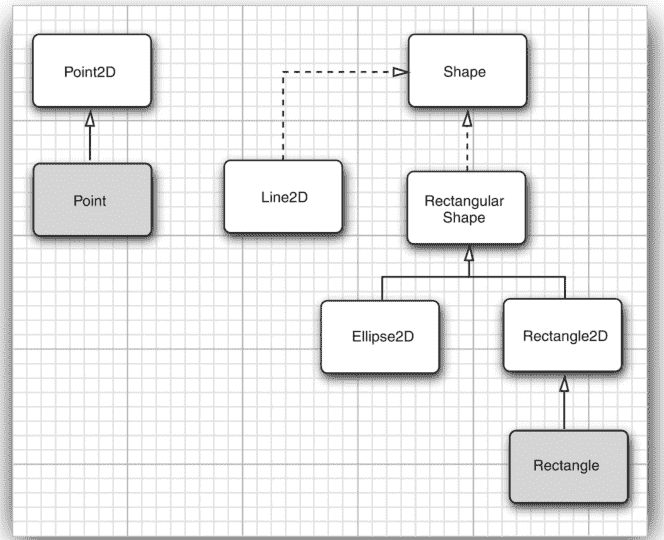 Point2D
Shape
Point
Line2D
Rectangular
Shape
Ellipse2D
Rectangle2D
Rectangle